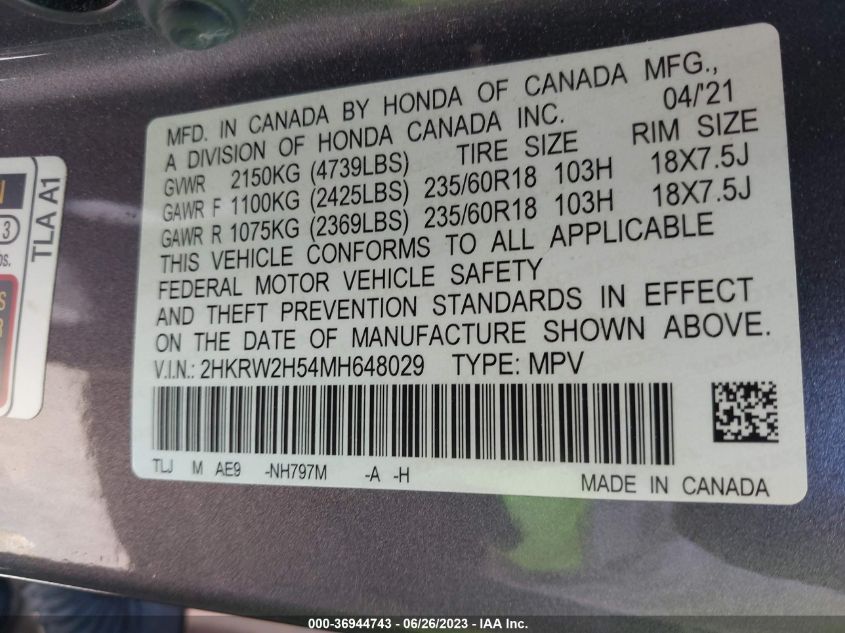 MFD. IN CANADA BY HONDA OF CANADA MFG.,
A DIVISION OF HONDA CANADA INC. 04/'21
GVWR 2150KG (4739LBS) TIRE SIZE RIM SIZE
GAWR F 1100KG (2425LBS) 235/60R18 103H 18X7.5J
GAWR R 1075KG (2369LBS) 235/60R18 103H 18X7.5J
THIS VEHICLE CONFORMS TO ALL APPLICABLE
FEDERAL MOTOR VEHICLE SAFETY
AND THEFT PREVENTION STANDARDS IN EFFECT
ON THE DATE OF MANUFACTURE SHOWN ABOVE.
V.I.N.: 2HKRW2H54MH648029 TYPE: MPV
TLJ M AE9 -NH797M -A -H
MADE IN CANADA
TLA A1
3
000-36944743 - 06/26/2023 - IAA Inc.